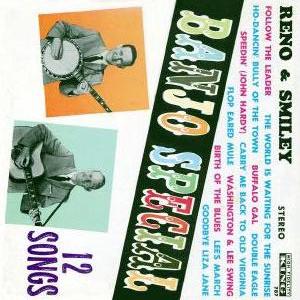 RENO & SMILEY STEREO
KING
FOLLOW THE LEADER THE WORLD IS WAITING FOR THE SUNRISE
HO-DANCIN' BULLY OF THE TOWN BUFFALO GAL DOUBLE EAGLE
SPEEDIN' (JOHN HARDY) CARRY ME BACK TO OLD VIRGINIA
FLOP EARED MULE WASHINGTON & LEE SWING
BIRTH OF THE BLUES LEE'S MARCH
GOODBYE LIZA JANE
BANJO SPECIAL
12 SONGS